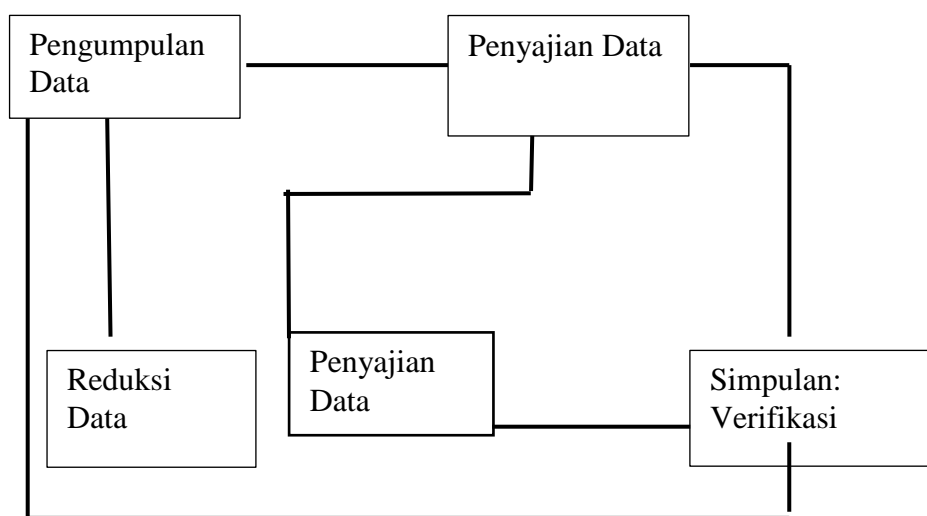 Pengumpulan
Data
Penyajian Data
Reduksi
Data
Penyajian
Data
Simpulan:
Verifikasi